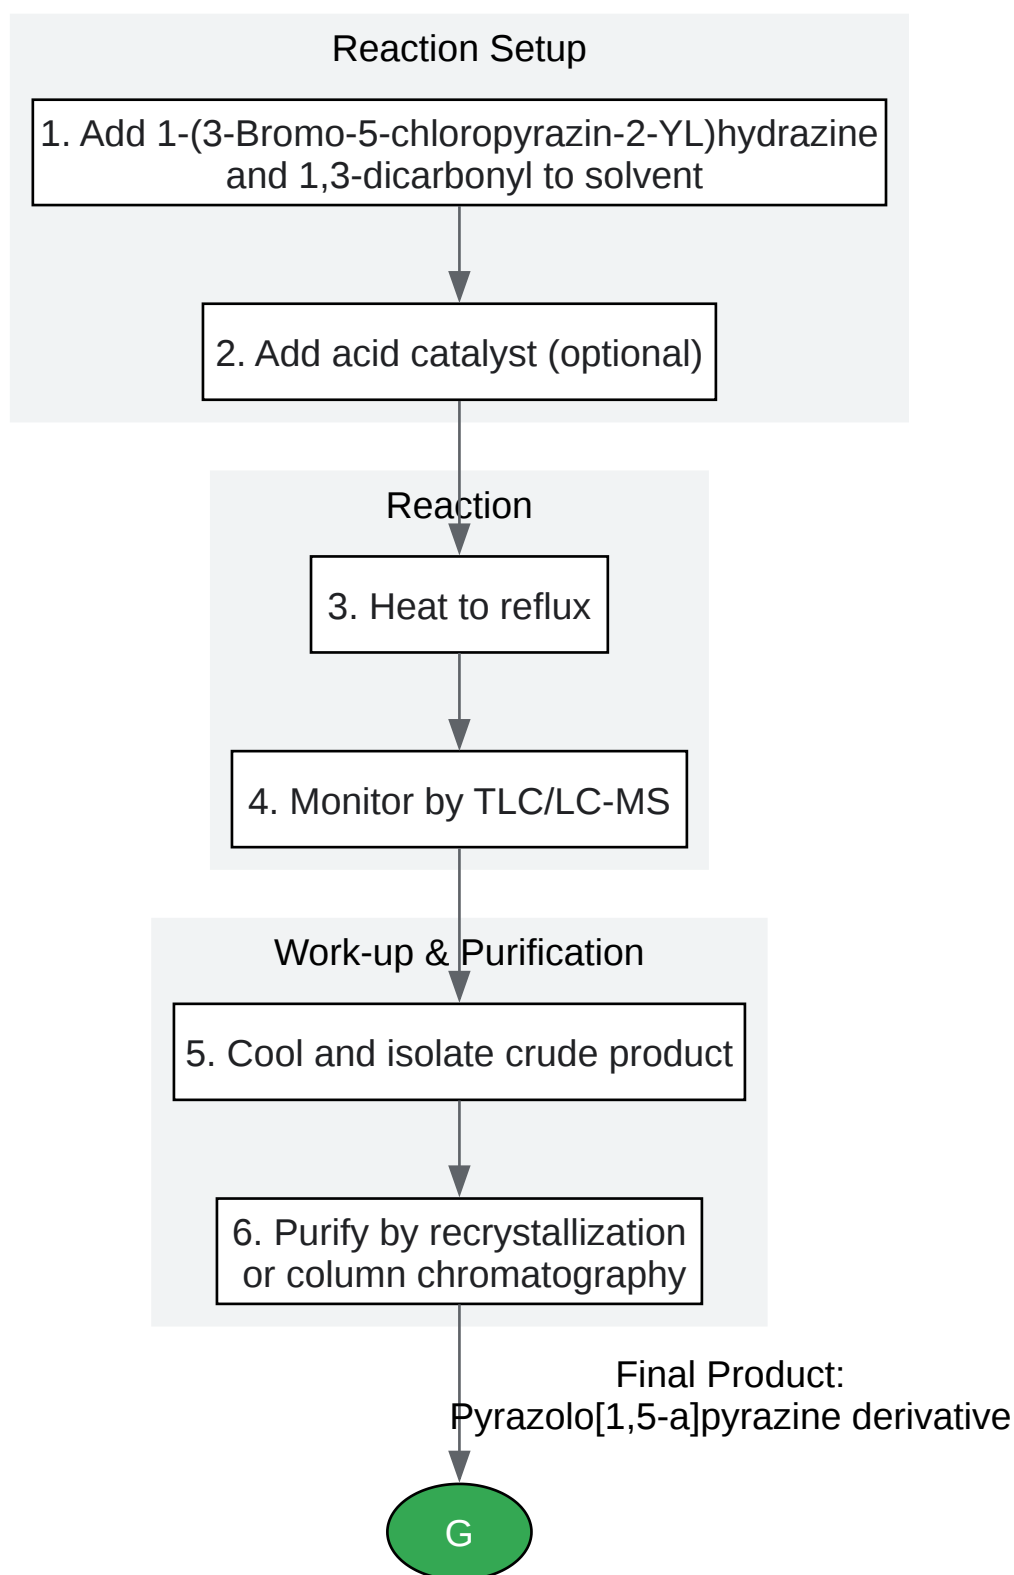 Reaction Setup
1. Add 1-(3-Bromo-5-chloropyrazin-2-YL)hydrazine
and 1,3-dicarbonyl to solvent
2. Add acid catalyst (optional)
Reaction
3. Heat to reflux
4. Monitor by TLC/LC-MS
Work-up & Purification
5. Cool and isolate crude product
6. Purify by recrystallization
or column chromatography
Final Product:
Pyrazolo[1,5-a]pyrazine derivative
G